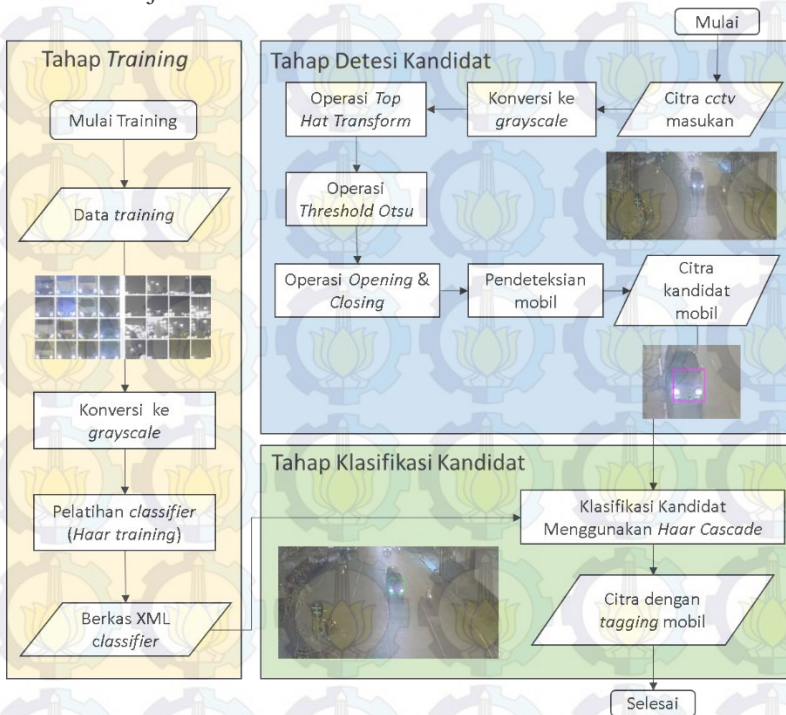 Tahap Training
Mulai Training
Data training
Konversi ke
grayscale
Pelatihan classifier
(Haar training)
Berkas XML
classifier
Mulai
Tahap Detesi Kandidat
Citra cctv
masukan
Konversi ke
grayscale
Operasi Top
Hat Transform
Operasi
Threshold Otsu
Operasi Opening &
Closing
Pendeteksian
mobil
Citra
kandidat
mobil
Tahap Klasifikasi Kandidat
Klasifikasi Kandidat
Menggunakan Haar Cascade
Citra dengan
tagging mobil
Selesai